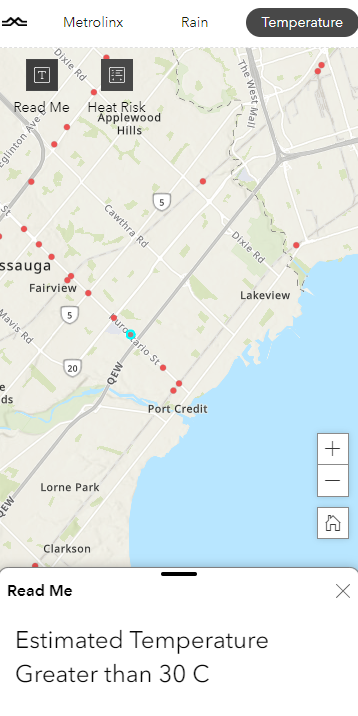 Metrolinx
Rain
Temperature
Dixie Rd
The West Mall
Read Me
Heat Risk
Applewood
Hills
Eglinton Ave E
5
St
Cawthra Rd
Dixie Rd
ssauga
Fairview
Lakeview
5
Mavis Rd
Hurontario St
20
e
ds
QEW
Port Credit
Lorne Park
QEW
Clarkson
Read Me
Estimated Temperature
Greater than 30 C